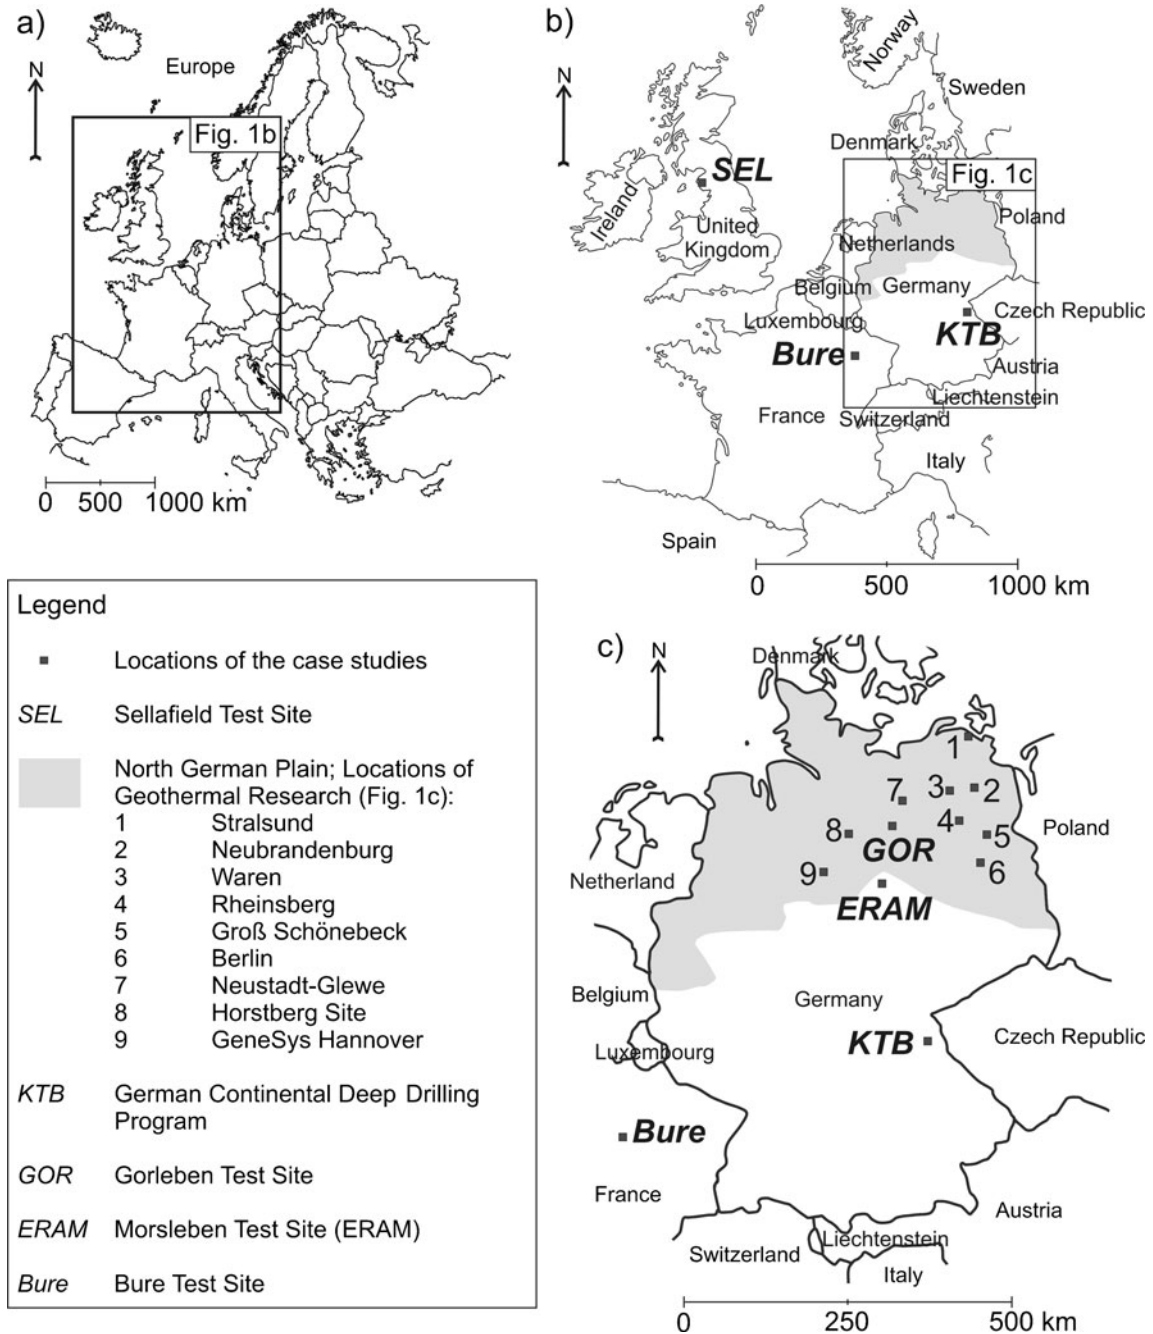 a)
N
Europe
Fig. 1b
0 500 1000 km
b)
N
Norway
Sweden
Denmark
SEL
Fig. 1c
Ireland
United
Kingdom
Poland
Netherlands
Belgium
Germany
Luxembourg
Czech Republic
KTB
Bure
Austria
Liechtenstein
France
Switzerland
Italy
Spain
0 500 1000 km
Legend
Locations of the case studies
SEL Sellafield Test Site
North German Plain; Locations of
Geothermal Research (Fig. 1c):
1 Stralsund
2 Neubrandenburg
3 Waren
4 Rheinsberg
5 Groß Schönebeck
6 Berlin
7 Neustadt-Glewe
8 Horstberg Site
9 GeneSys Hannover
KTB German Continental Deep Drilling
Program
GOR Gorleben Test Site
ERAM Morsleben Test Site (ERAM)
Bure Bure Test Site
c)
N
Denmark
1
7 3 2
8 4 5
GOR
Poland
9 6
Netherland
ERAM
Belgium
Germany
Luxembourg
KTB
Czech Republic
Bure
France
Austria
Switzerland
Liechtenstein
Italy
0 250 500 km